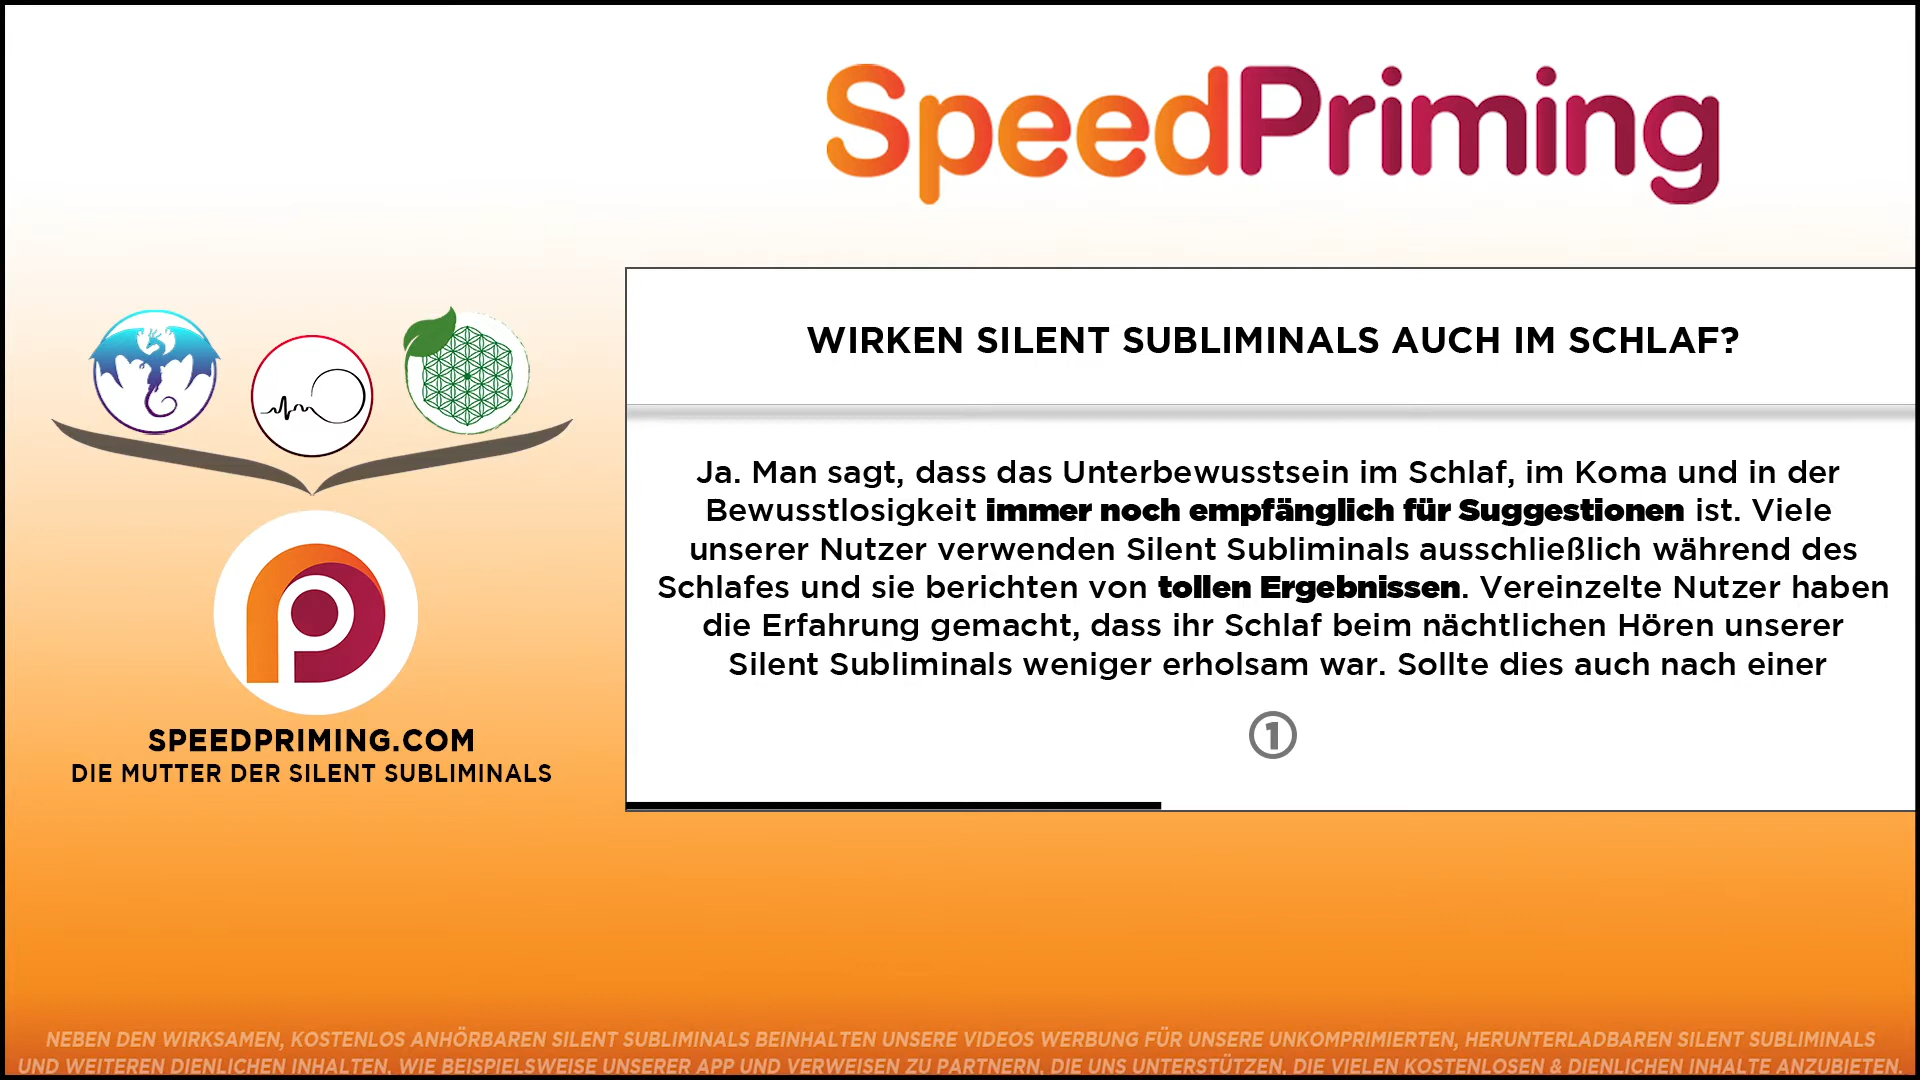 SpeedPriming
WIRKEN SILENT SUBLIMINALS AUCH IM SCHLAF?
Ja. Man sagt, dass das Unterbewusstsein im Schlaf, im Koma und in der
Bewusstlosigkeit immer noch empfänglich für Suggestionen ist. Viele
unserer Nutzer verwenden Silent Subliminals ausschließlich während des
Schlafes und sie berichten von tollen Ergebnissen. Vereinzelte Nutzer haben
die Erfahrung gemacht, dass ihr Schlaf beim nächtlichen Hören unserer
Silent Subliminals weniger erholsam war. Sollte dies auch nach einer
1
SPEEDPRIMING.COM
DIE MUTTER DER SILENT SUBLIMINALS
NEBEN DEN WIRKSAMEN, KOSTENLOS ANHÖRBAREN SILENT SUBLIMINALS BEINHALTEN UNSERE VIDEOS WERBUNG FÜR UNSERE UNKOMPRIMIERTEN, HERUNTERLADBAREN SILENT SUBLIMINALS
UND WEITEREN DIENLICHEN INHALTEN, WIE BEISPIELSWEISE UNSERER APP UND VERWEISEN ZU PARTNERN, DIE UNS UNTERSTÜTZEN, DIE VIELEN KOSTENLOSEN & DIENLICHEN INHALTE ANZUBIETEN.